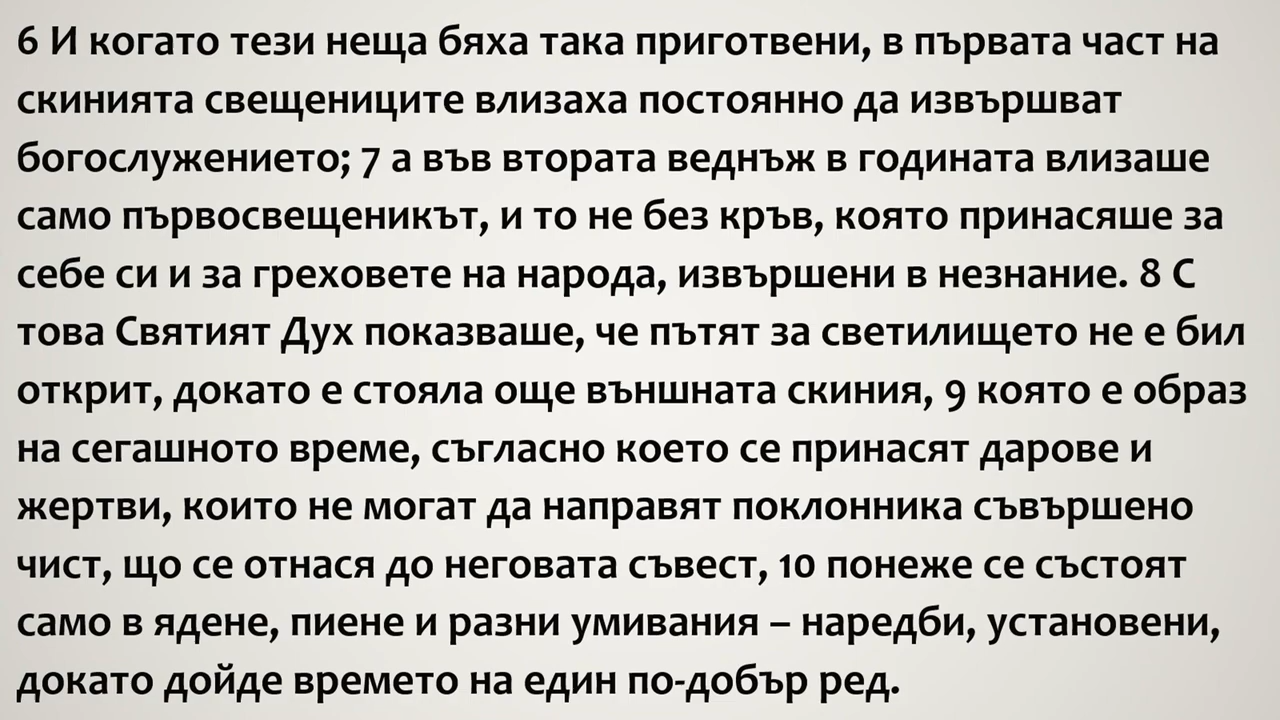 6 И когато тези неща бяха така приготвени, в първата част на
скинията свещениците влизаха постоянно да извършват
богослужението; 7 а във втората веднъж в годината влизаше
само първосвещеникът, и то не без кръв, която принасяше за
себе си и за греховете на народа, извършени в незнание. 8 С
това Святият Дух показваше, че пътят за светилището не е бил
открит, докато е стояла още външната скиния, 9 която е образ
на сегашното време, съгласно което се принасят дарове и
жертви, които не могат да направят поклонника съвършено
чист, що се отнася до неговата съвест, 10 понеже се състоят
само в ядене, пиене и разни умивания – наредби, установени,
докато дойде времето на един по-добър ред.